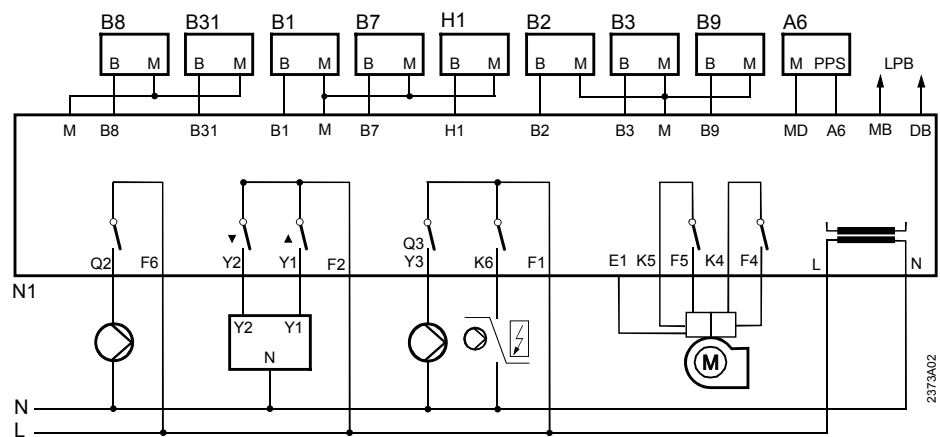 B8 B31 B1 B7 H1 B2 B3 B9 A6
B M B M B M B M B M B M B M B M M PPS LPB
M B8 B31 B1 M B7 H1 B2 B3 M B9 MD A6 MB DB
Q3
Q2 F6 Y2 Y1 F2 Y3 K6 F1 E1 K5 F5 K4 F4 L N
N1
Y2 Y1
N
M
2373A02
N
L